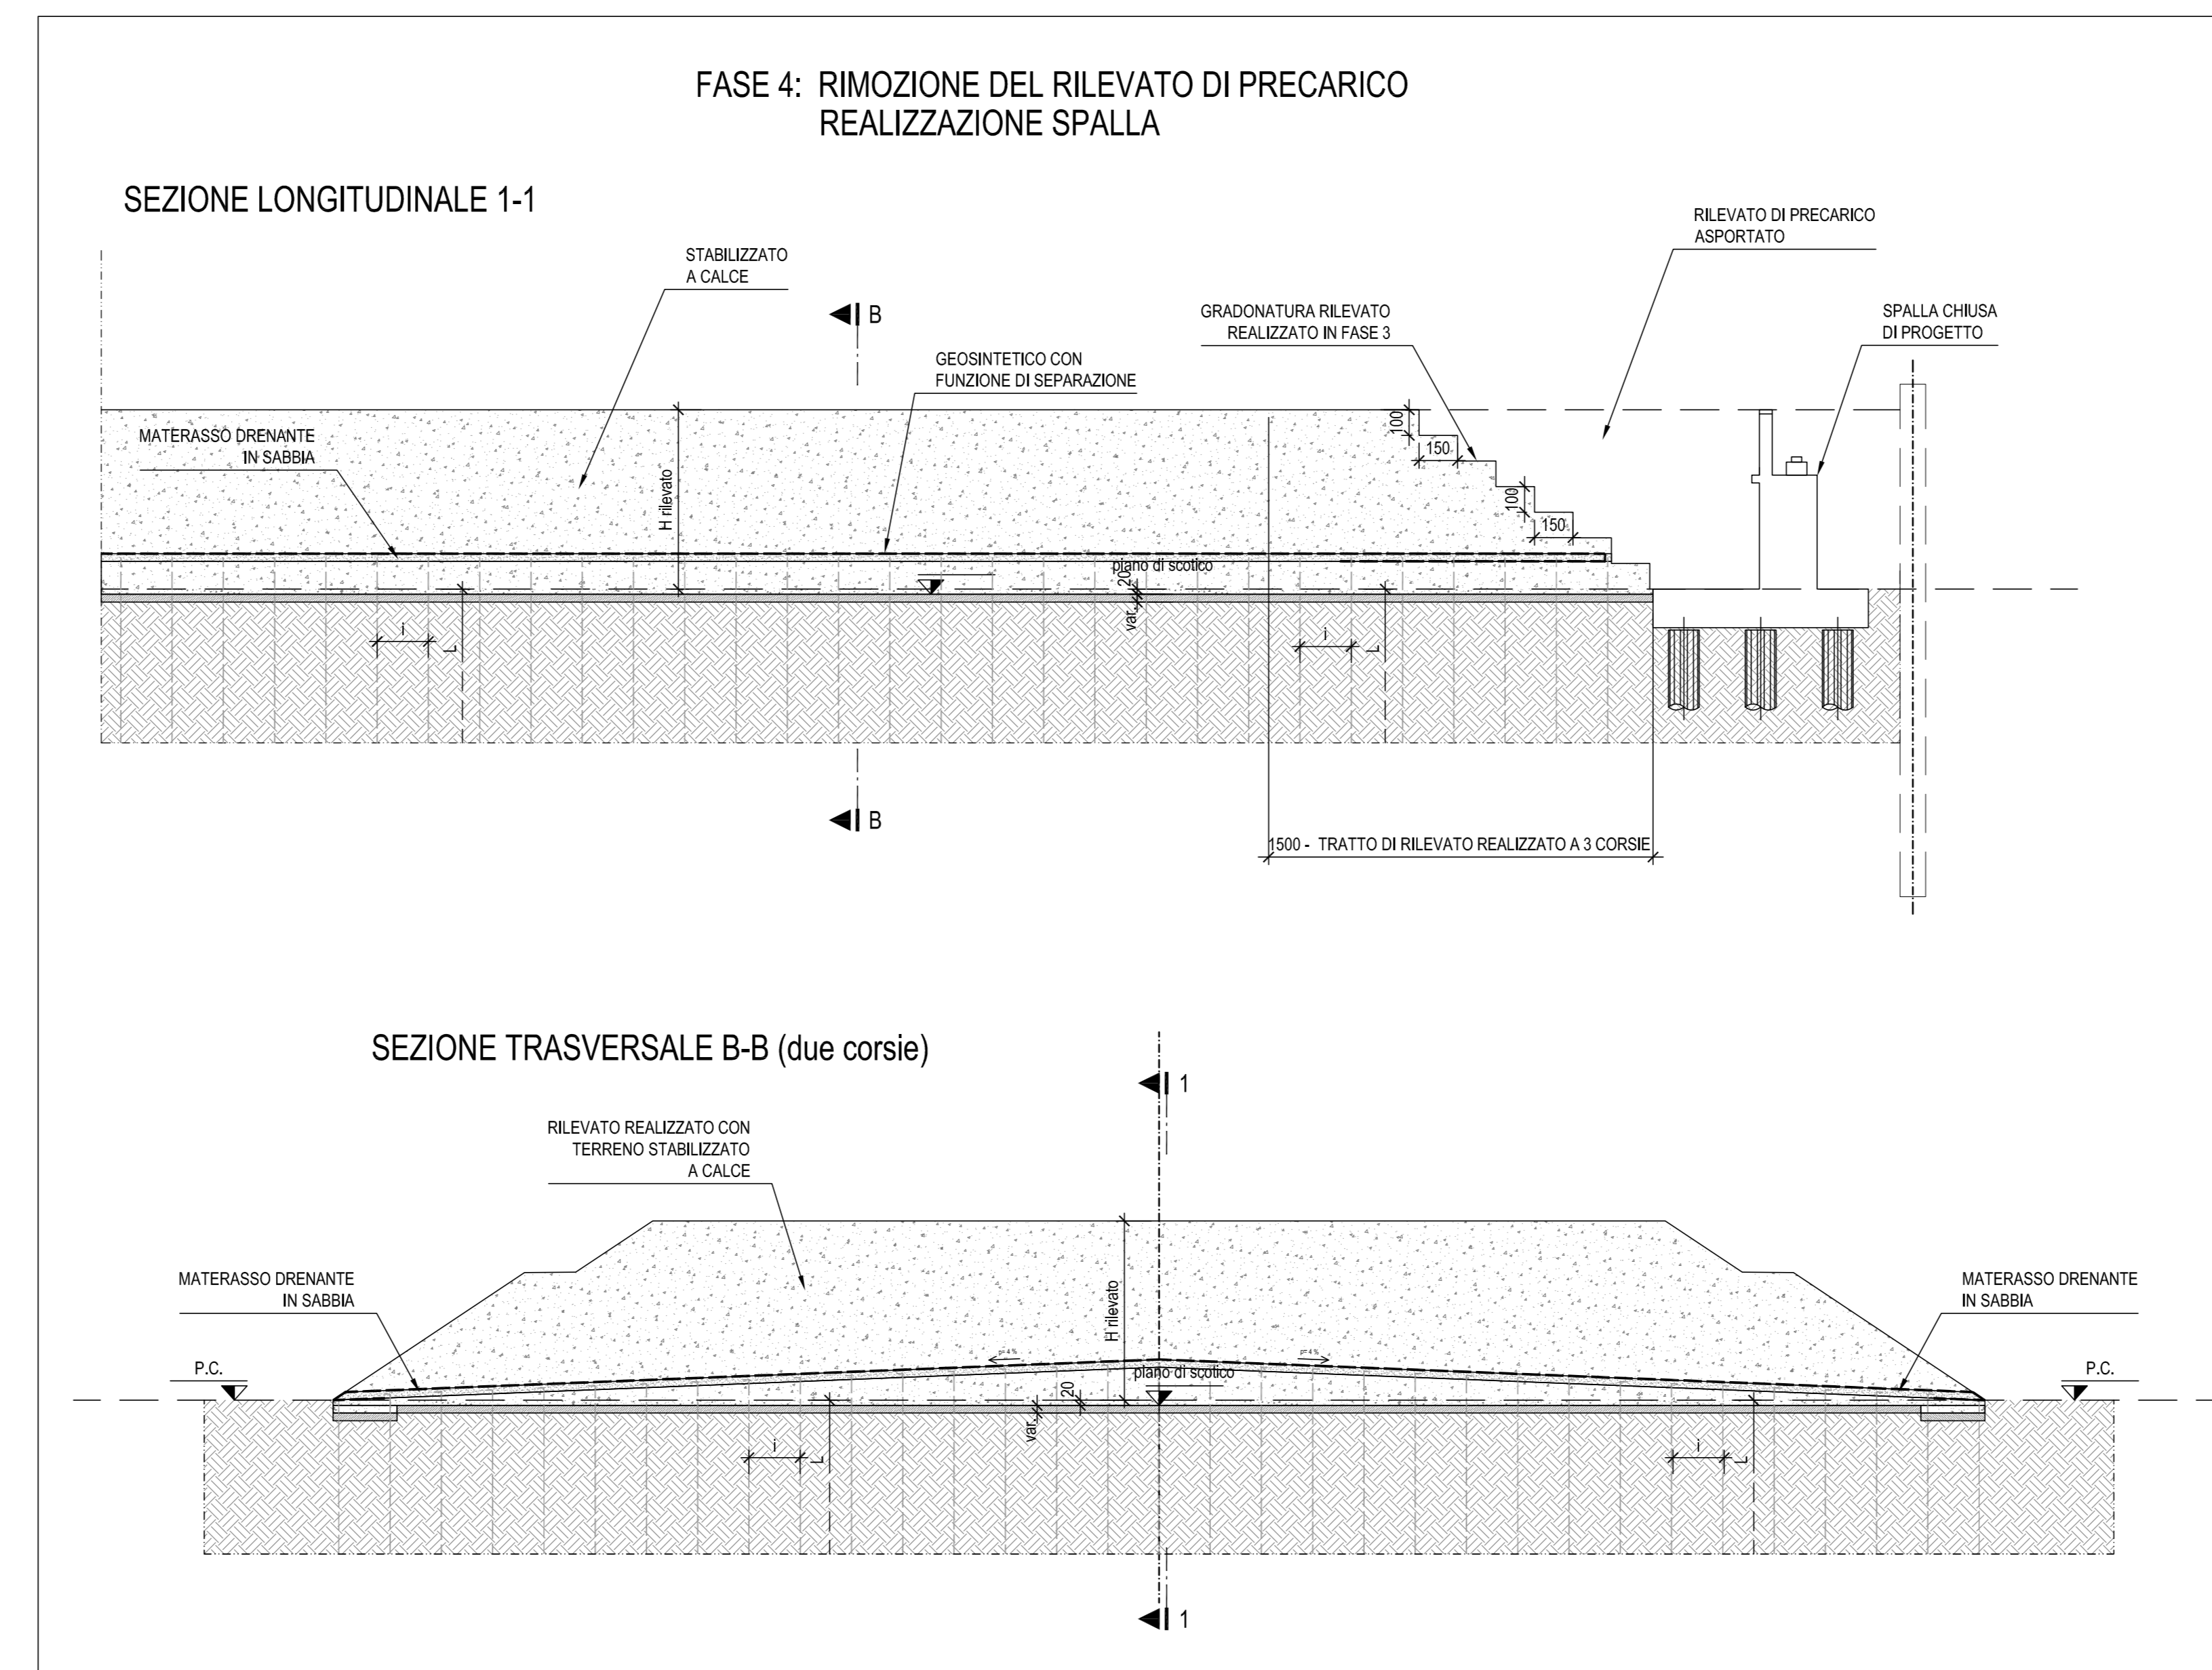 FASE 4: RIMOZIONE DEL RILEVATO DI PRECARICO
REALIZZAZIONE SPALLA
SEZIONE LONGITUDINALE 1-1
RILEVATO DI PRECARICO
ASPORTATO
STABILIZZATO
A CALCE
B
GRADONATURA RILEVATO
REALIZZATO IN FASE 3
SPALLA CHIUSA
DI PROGETTO
GEOSINTETICO CON
FUNZIONE DI SEPARAZIONE
MATERASSO DRENANTE
IN SABBIA
H rilevato
100
150
100
150
piano di scotico
20
var.
i
L
i
L
B
1500 - TRATTO DI RILEVATO REALIZZATO A 3 CORSIE
SEZIONE TRASVERSALE B-B (due corsie)
1
RILEVATO REALIZZATO CON
TERRENO STABILIZZATO
A CALCE
MATERASSO DRENANTE
IN SABBIA
H rilevato
MATERASSO DRENANTE
IN SABBIA
P.C.
piano di scotico
P.C.
20
var.
i
L
i
L
1